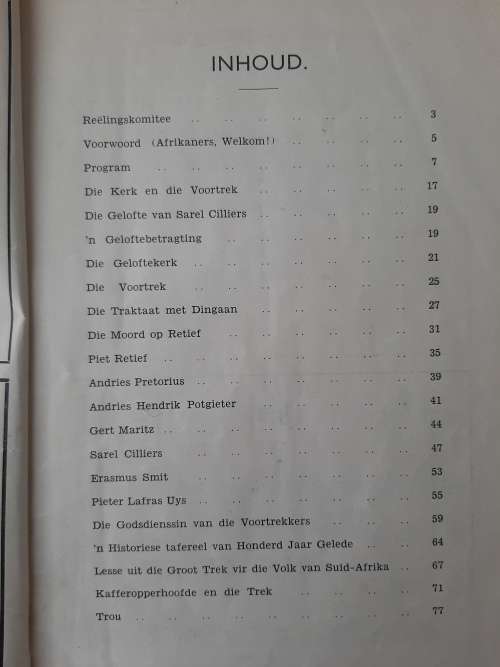 INHOUD.
Reëlingskomitee .. .. .. .. .. .. .. 3
Voorwoord (Afrikaners, Welkom!) .. .. .. .. 5
Program .. .. .. .. .. .. .. .. 7
Die Kerk en die Voortrek .. .. .. .. .. 17
Die Gelofte van Sarel Cilliers .. .. .. .. .. 19
'n Geloftebetragting .. .. .. .. .. .. 19
Die Geloftekerk .. .. .. .. .. .. .. 21
Die Voortrek .. .. .. .. .. .. .. 25
Die Traktaat met Dingaan .. .. .. .. .. 27
Die Moord op Retief .. .. .. .. .. .. 31
Piet Retief .. .. .. .. .. .. .. .. 35
Andries Pretorius .. .. .. .. .. .. .. 39
Andries Hendrik Potgieter .. .. .. .. .. 41
Gert Maritz .. .. .. .. .. .. .. .. 44
Sarel Cilliers .. .. .. .. .. .. .. 47
Erasmus Smit .. .. .. .. .. .. .. 53
Pieter Lafras Uys .. .. .. .. .. .. .. 55
Die Godsdienssin van die Voortrekkers .. .. .. 59
'n Historiese tafereel van Honderd Jaar Gelede .. .. 64
Lesse uit die Groot Trek vir die Volk van Suid-Afrika .. 67
Kafferopperhoofde en die Trek .. .. .. .. 71
Trou .. .. .. .. .. .. .. .. .. 77